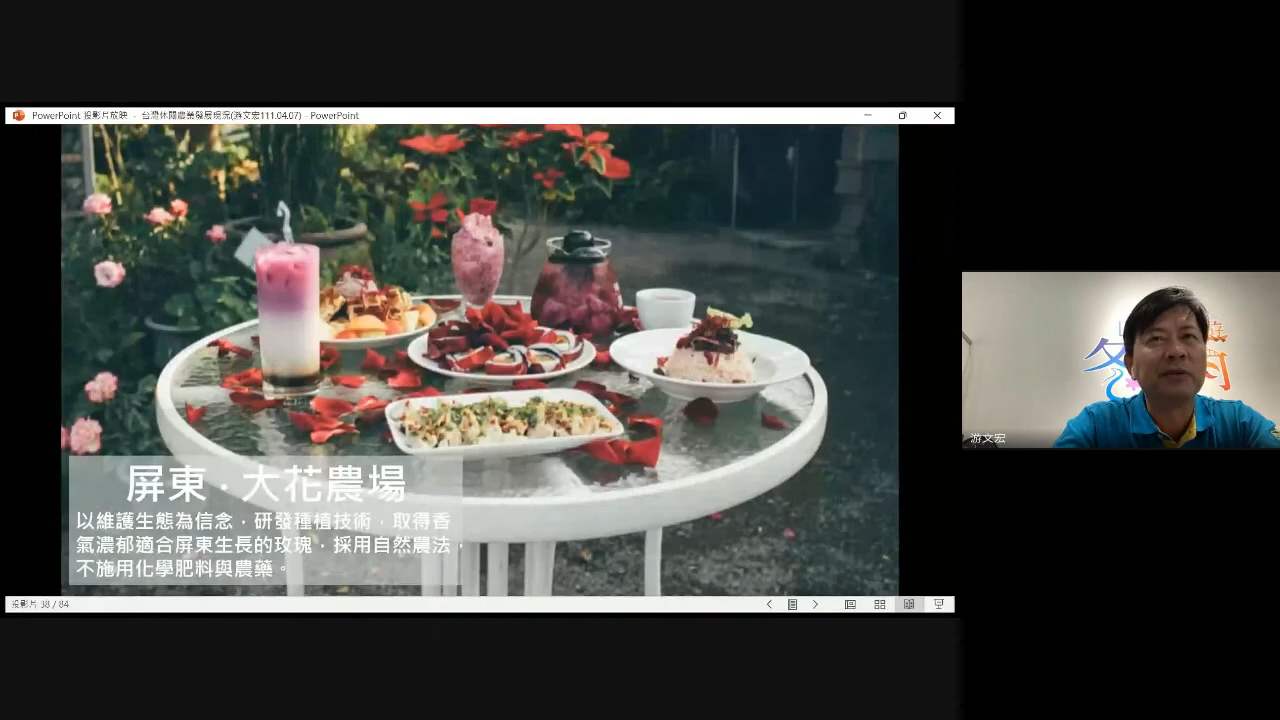 PowerPoint 投影片放映 - 台灣休閒農業發展現況(游文宏111.04.07) - PowerPoint
屏東．大花農場
以維護生態為信念，研發種植技術，取得香
氣濃郁適合屏東生長的玫瑰，採用自然農法，
不施用化學肥料與農藥。
冬
遊
游文宏
投影片 38 / 84